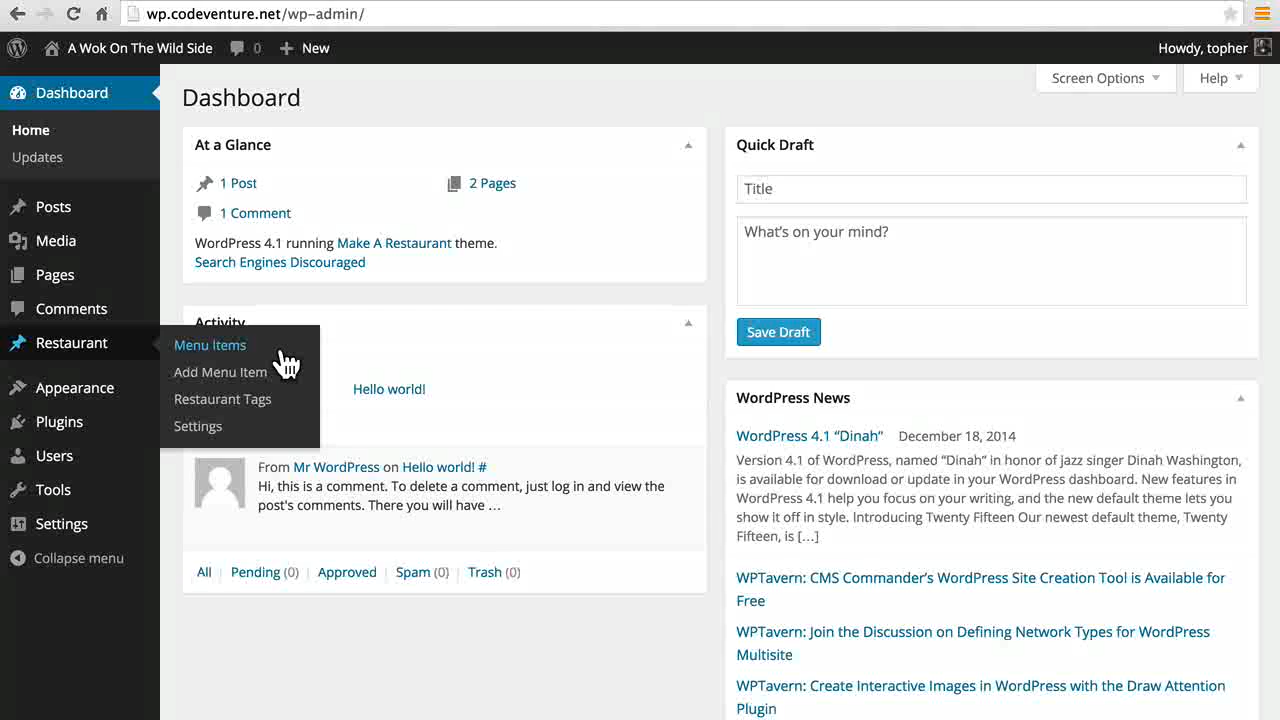 wp.codeventure.net/wp-admin/
A Wok On The Wild Side 0 New Howdy, topher
Screen Options Help
Dashboard
Home
Updates
Posts
Media
Pages
Comments
Restaurant
Menu Items
Add Menu Item
Restaurant Tags
Settings
Appearance
Plugins
Users
Tools
Settings
Collapse menu
Dashboard
At a Glance
1 Post 2 Pages
1 Comment
WordPress 4.1 running Make A Restaurant theme.
Search Engines Discouraged
Activity
Hello world!
From Mr WordPress on Hello world! #
Hi, this is a comment. To delete a comment, just log in and view the
post's comments. There you will have …
All | Pending (0) | Approved | Spam (0) | Trash (0)
Quick Draft
Title
What's on your mind?
Save Draft
WordPress News
WordPress 4.1 “Dinah” December 18, 2014
Version 4.1 of WordPress, named “Dinah” in honor of jazz singer Dinah Washington,
is available for download or update in your WordPress dashboard. New features in
WordPress 4.1 help you focus on your writing, and the new default theme lets you
show it off in style. Introducing Twenty Fifteen Our newest default theme, Twenty
Fifteen, is […]
WPTavern: CMS Commander’s WordPress Site Creation Tool is Available for
Free
WPTavern: Join the Discussion on Defining Network Types for WordPress
Multisite
WPTavern: Create Interactive Images in WordPress with the Draw Attention
Plugin